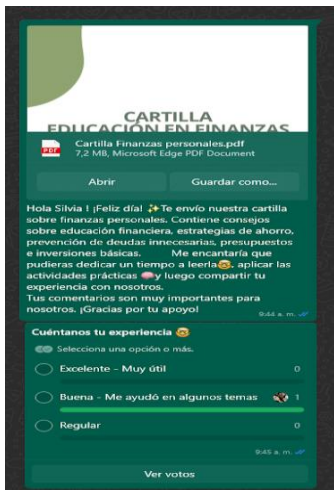 CARTILLA
EDUCACIÓN EN FINANZAS
PDF
Cartilla Finanzas personales.pdf
7,2 MB, Microsoft Edge PDF Document
Abrir
Guardar como...
Hola Silvia ! ¡Feliz día! ✨Te envío nuestra cartilla
sobre finanzas personales. Contiene consejos
sobre educación financiera, estrategias de ahorro,
prevención de deudas innecesarias, presupuestos
e inversiones básicas. Me encantaría que
pudieras dedicar un tiempo a leerla🤓, aplicar las
actividades prácticas 🧠y luego compartir tu
experiencia con nosotros.
Tus comentarios son muy importantes para
nosotros. ¡Gracias por tu apoyo!
9:44 a. m.
Cuéntanos tu experiencia 🤓
Selecciona una opción o más.
Excelente - Muy útil 0
Buena - Me ayudó en algunos temas 1
Regular 0
9:45 a. m.
Ver votos